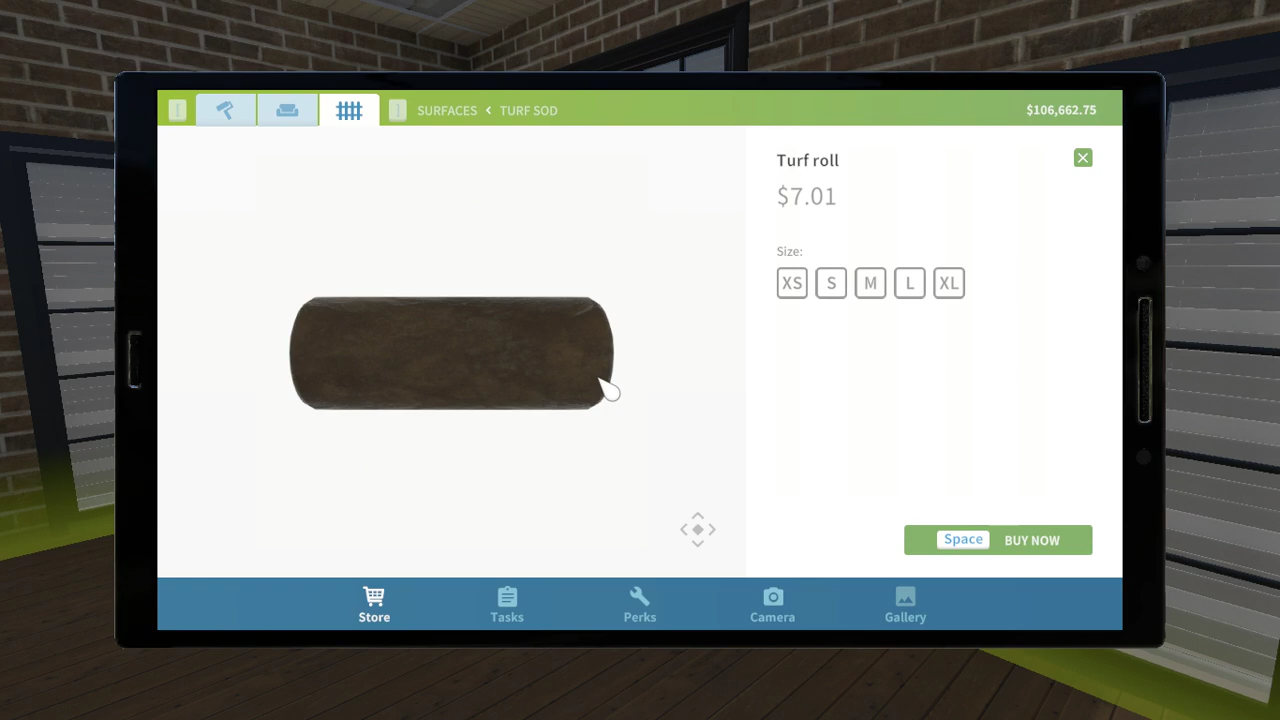 SURFACES < TURF SOD
$106,662.75
Turf roll
$7.01
Size:
XS S M L XL
Space BUY NOW
Store Tasks Perks Camera Gallery